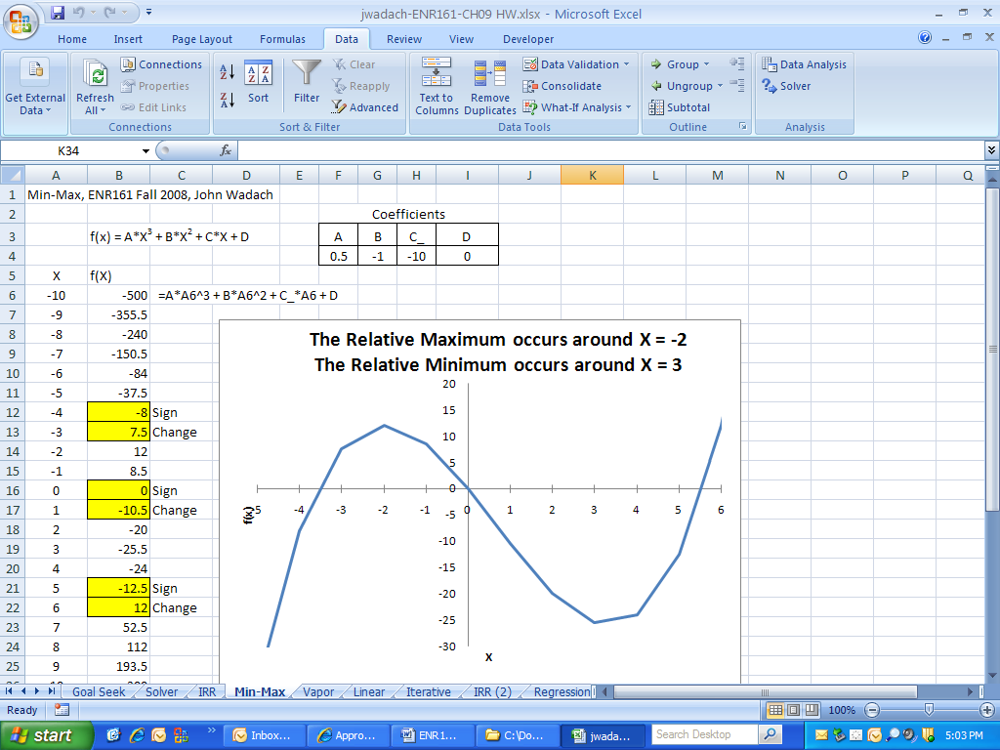 jwadach-ENR161-CH09 HW.xlsx - Microsoft Excel
Home Insert Page Layout Formulas Data Review View Developer
Get External Data
Refresh All
Connections
Properties
Edit Links
Connections
Sort
Filter
Clear
Reapply
Advanced
Sort & Filter
Text to Columns
Remove Duplicates
Data Validation
Consolidate
What-If Analysis
Data Tools
Group
Ungroup
Subtotal
Outline
Data Analysis
Solver
Analysis
K34 fx
A B C D E F G H I J K L M N O P Q
1 Min-Max, ENR161 Fall 2008, John Wadach
2 Coefficients
3 f(x) = A*X³ + B*X² + C*X + D A B C_ D
4 0.5 -1 -10 0
5 X f(X)
6 -10 -500 =A*A6^3 + B*A6^2 + C_*A6 + D
7 -9 -355.5
8 -8 -240
9 -7 -150.5
10 -6 -84
11 -5 -37.5
12 -4 -8 Sign
13 -3 7.5 Change
14 -2 12
15 -1 8.5
16 0 0 Sign
17 1 -10.5 Change
18 2 -20
19 3 -25.5
20 4 -24
21 5 -12.5 Sign
22 6 12 Change
23 7 52.5
24 8 112
25 9 193.5
The Relative Maximum occurs around X = -2
The Relative Minimum occurs around X = 3
20
15
10
5
0
-5
-10
-15
-20
-25
-30
-5 -4 -3 -2 -1 0 1 2 3 4 5 6
f(x)
X
Goal Seek Solver IRR Min-Max Vapor Linear Iterative IRR (2) Regression
Ready 100%
start Inbox... Appro... ENR1... C:\Do... jwada... Search Desktop 5:03 PM